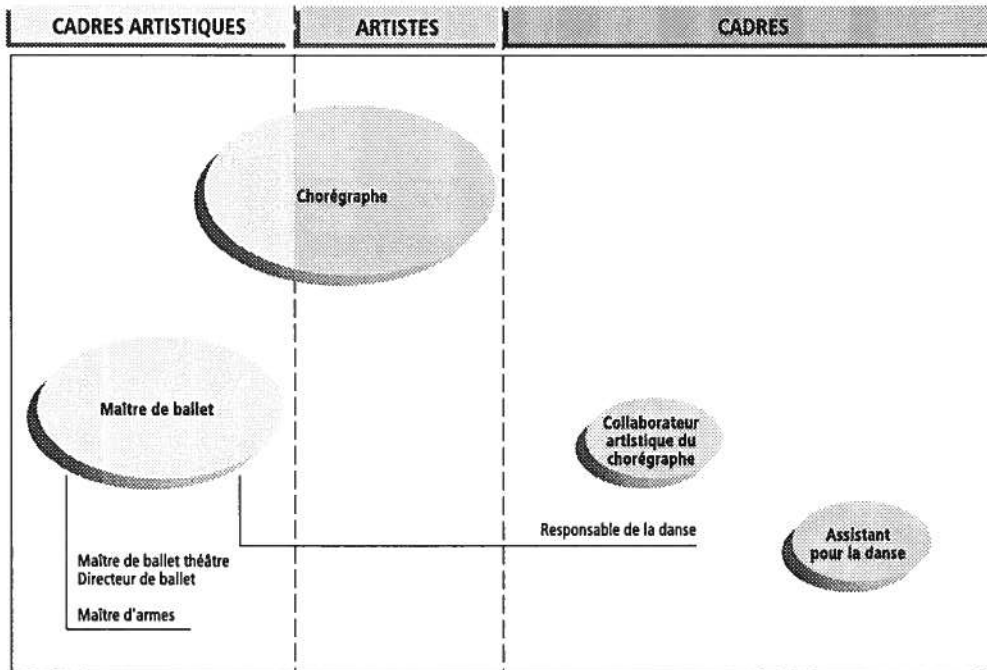 CADRES ARTISTIQUES
ARTISTES
CADRES
Chorégraphe
Maître de ballet
Collaborateur
artistique du
chorégraphe
Responsable de la danse
Assistant
pour la danse
Maître de ballet théâtre
Directeur de ballet
Maître d'armes